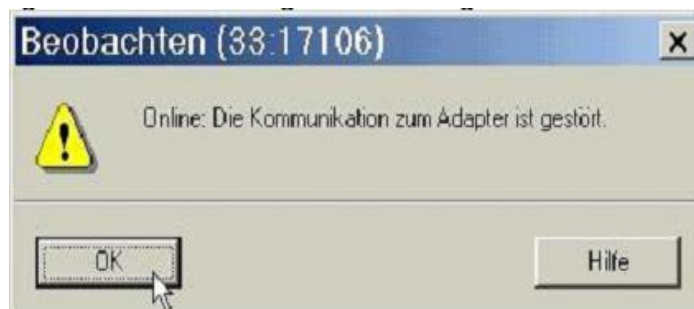 Beobachten (33:17106)
Online: Die Kommunikation zum Adapter ist gestört.
OK
Hilfe